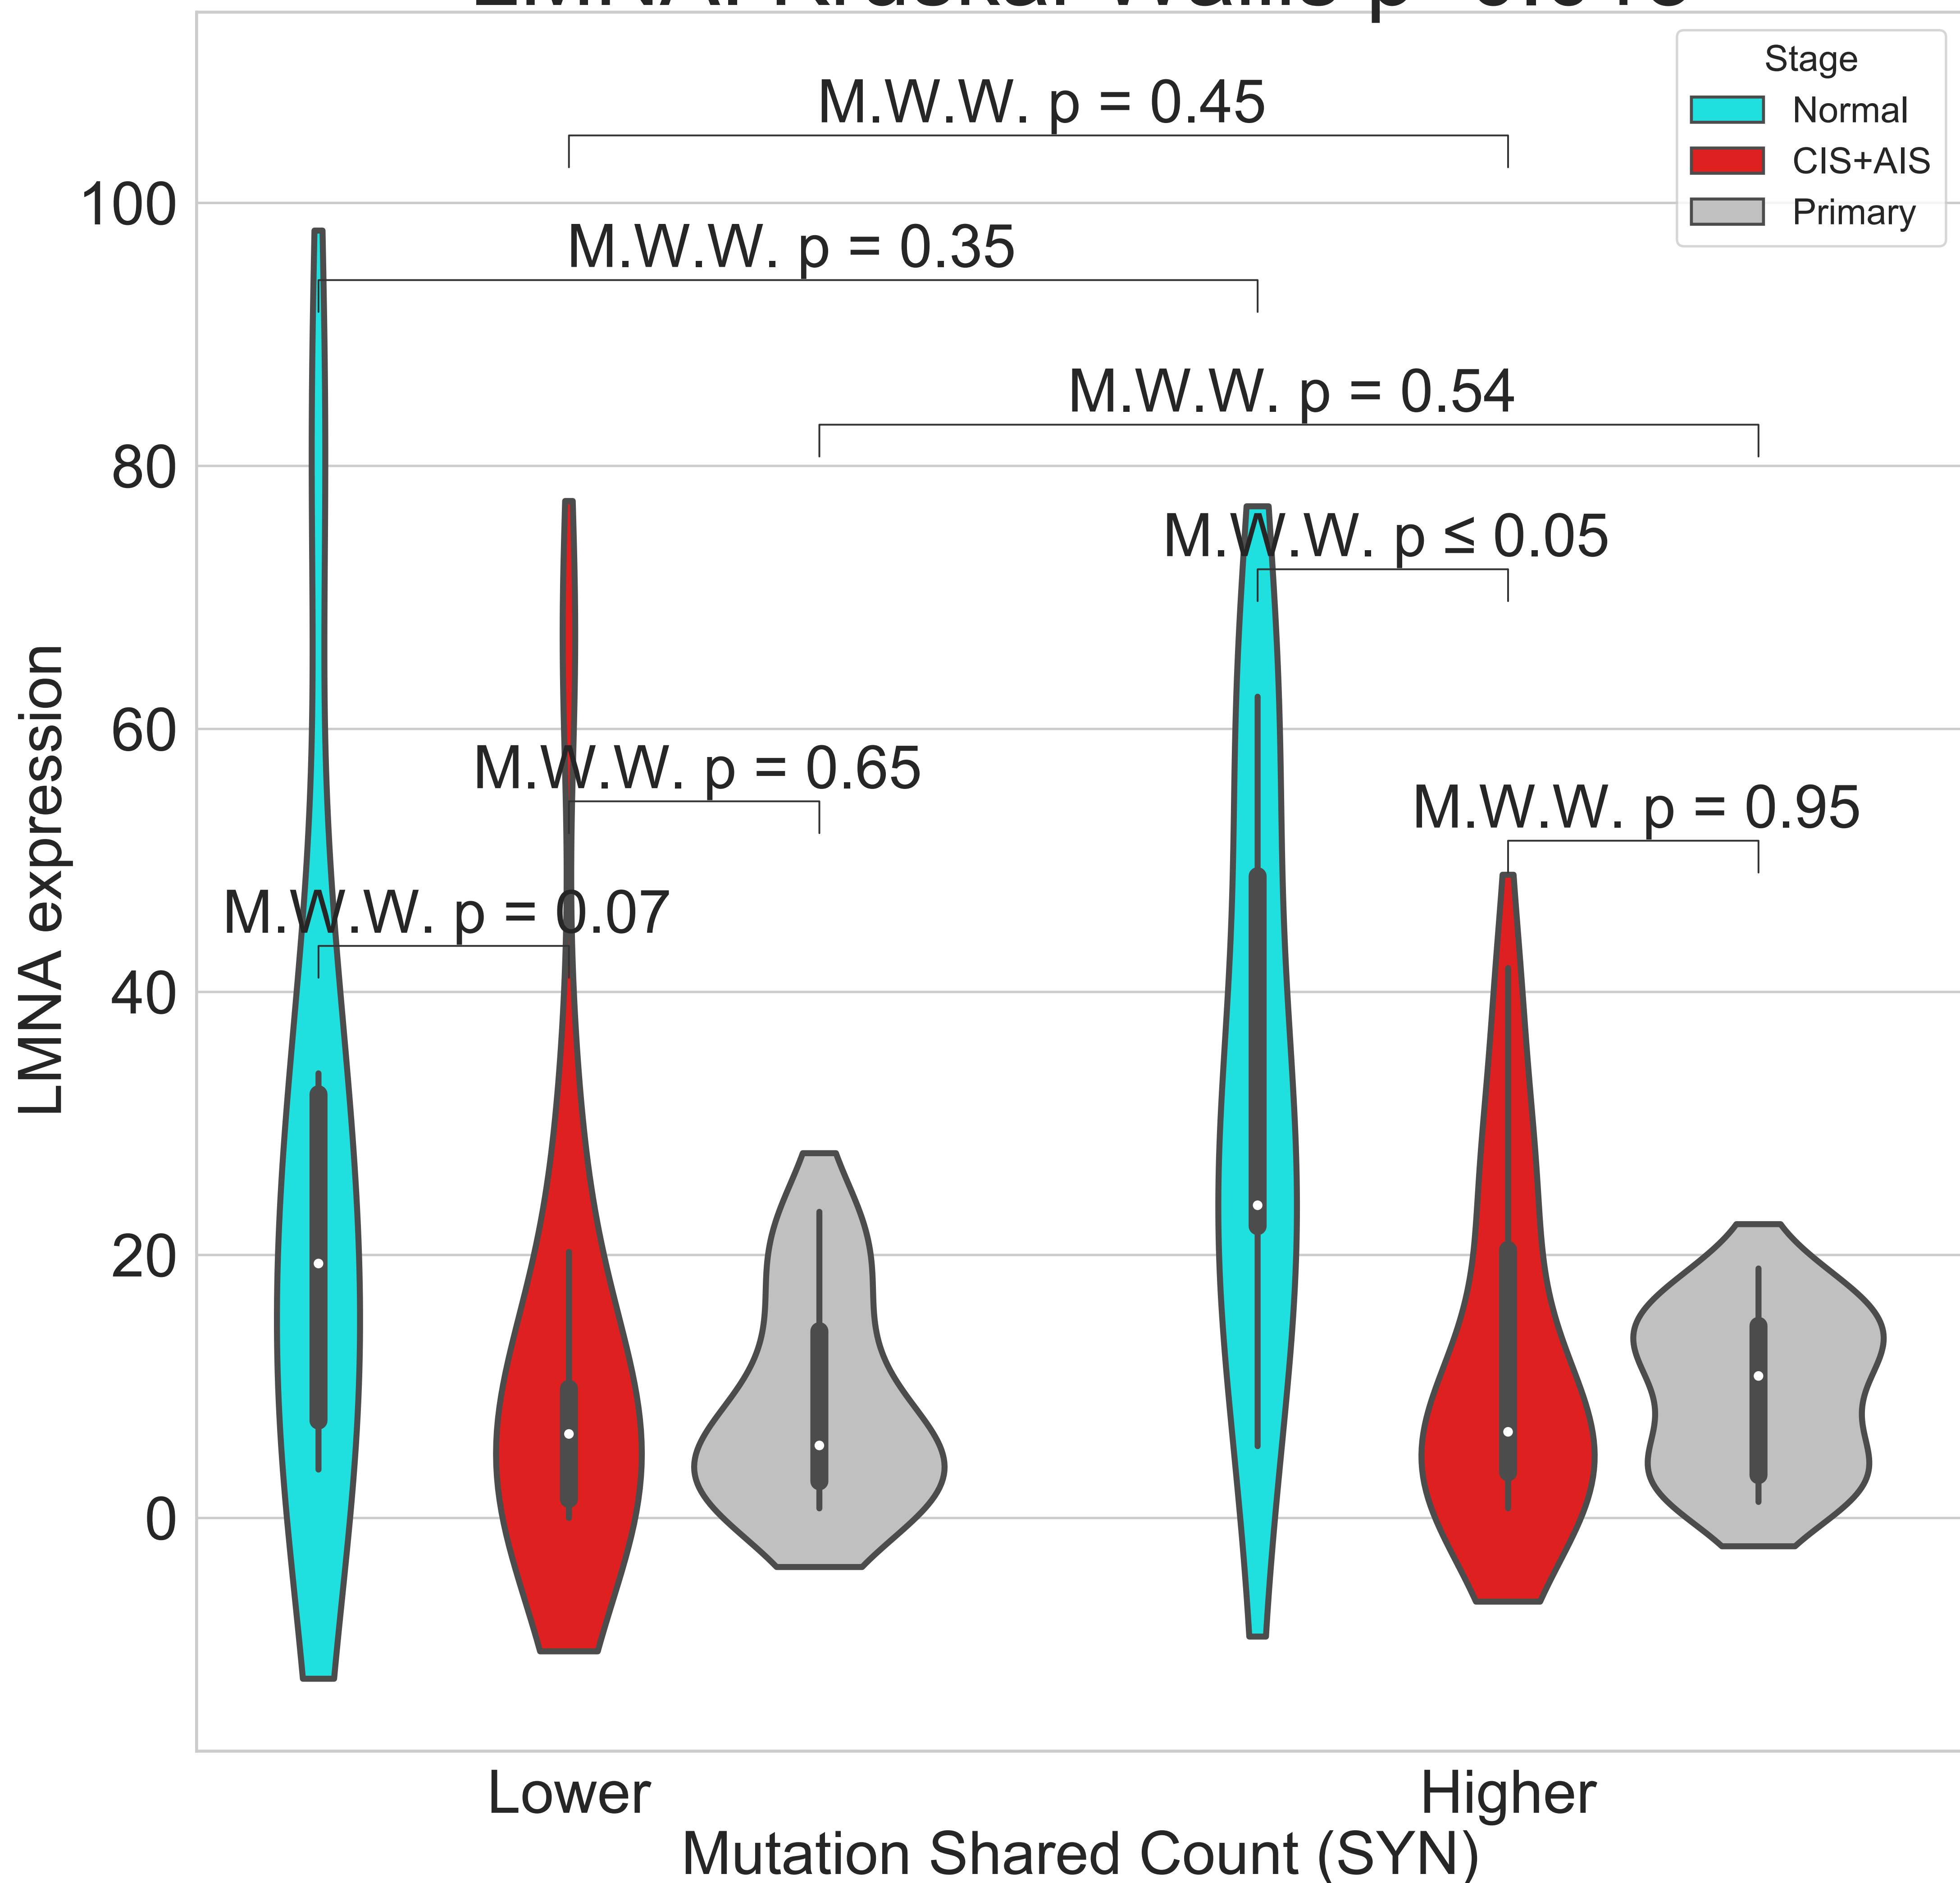 Stage
Normal
CIS+AIS
Primary
M.W.W. p = 0.45
M.W.W. p = 0.35
M.W.W. p = 0.54
M.W.W. p ≤ 0.05
M.W.W. p = 0.65
M.W.W. p = 0.95
M.W.W. p = 0.07
100
80
60
40
20
0
LMNA expression
Lower
Higher
Mutation Shared Count (SYN)